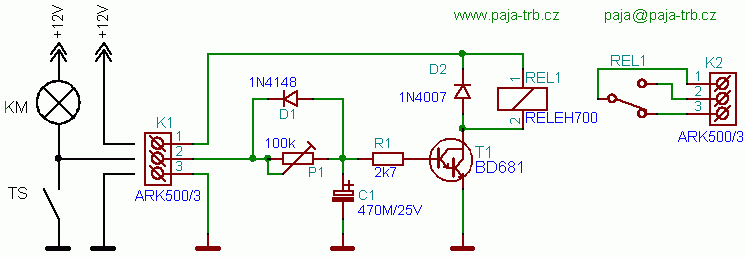 www.paja-trb.cz paja@paja-trb.cz
+12V +12V
D2
REL1
REL1
K2
1N4148
1N4007
1
1
2
3
KM
D1
2
RELEH700
K1
100k
R1
T1
ARK500/3
1
2
3
P1
2k7
BD681
TS
ARK500/3
C1
470M/25V